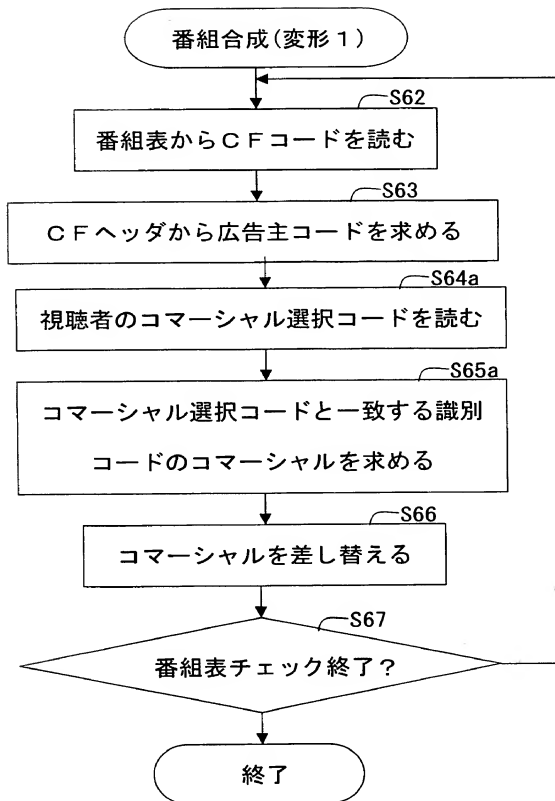 番組合成(変形1)
S62
番組表からCFコードを読む
S63
CFヘッダから広告主コードを求める
S64a
視聴者のコマーシャル選択コードを読む
S65a
コマーシャル選択コードと一致する識別
コードのコマーシャルを求める
S66
コマーシャルを差し替える
S67
番組表チェック終了?
終了